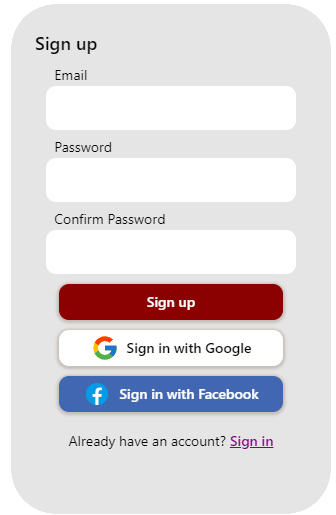 Sign up
Email
Password
Confirm Password
Sign up
Sign in with Google
Sign in with Facebook
Already have an account? Sign in